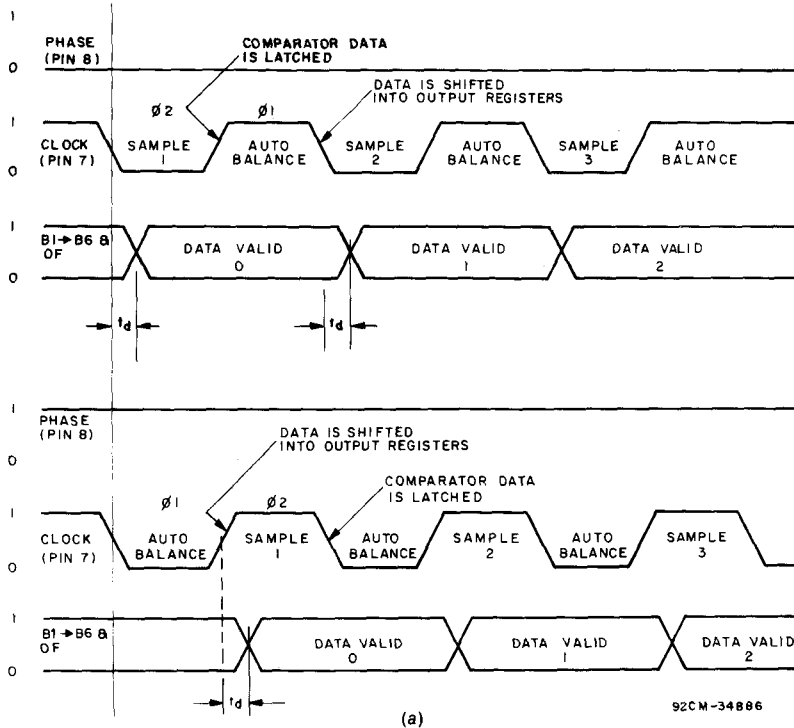 1
PHASE
(PIN 8)
0
COMPARATOR DATA
IS LATCHED
DATA IS SHIFTED
INTO OUTPUT REGISTERS
Ø2
Ø1
1
CLOCK
(PIN 7)
0
SAMPLE
1
AUTO
BALANCE
SAMPLE
2
AUTO
BALANCE
SAMPLE
3
AUTO
BALANCE
1
B1→B6 &
OF
0
DATA VALID
0
DATA VALID
1
DATA VALID
2
td
td
1
PHASE
(PIN 8)
0
DATA IS SHIFTED
INTO OUTPUT REGISTERS
COMPARATOR DATA
IS LATCHED
Ø1
Ø2
1
CLOCK
(PIN 7)
0
AUTO
BALANCE
SAMPLE
1
AUTO
BALANCE
SAMPLE
2
AUTO
BALANCE
SAMPLE
3
1
B1→B6 &
OF
0
DATA VALID
0
DATA VALID
1
DATA VALID
2
td
(a)
92CM-34886